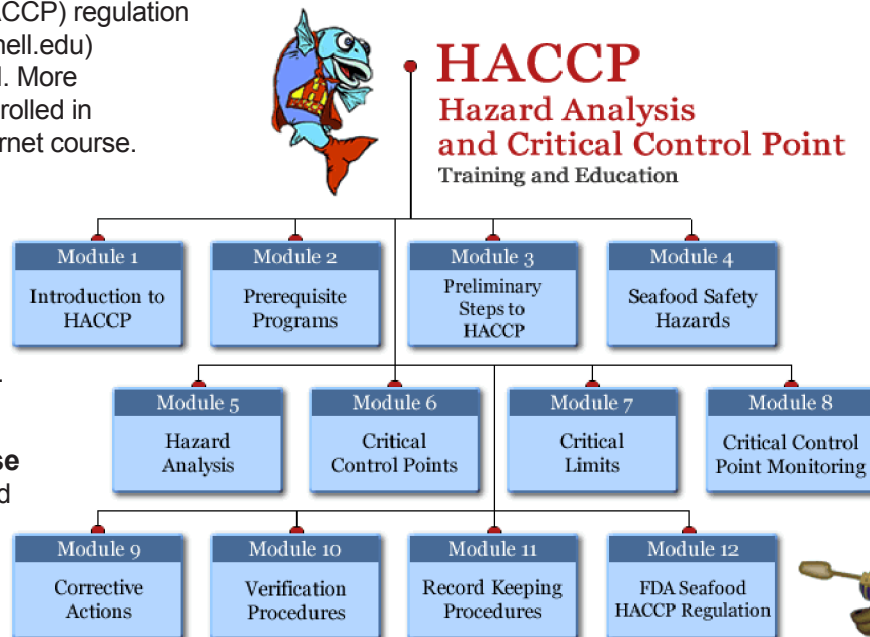 ACCP) regulation
nell.edu)
l. More
rolled in
rnet course.
HACCP
Hazard Analysis
and Critical Control Point
Training and Education
Module 1
Introduction to
HACCP
Module 2
Prerequisite
Programs
Module 3
Preliminary
Steps to
HACCP
Module 4
Seafood Safety
Hazards
.
se
d
Module 5
Hazard
Analysis
Module 6
Critical
Control Points
Module 7
Critical
Limits
Module 8
Critical Control
Point Monitoring
Module 9
Corrective
Actions
Module 10
Verification
Procedures
Module 11
Record Keeping
Procedures
Module 12
FDA Seafood
HACCP Regulation